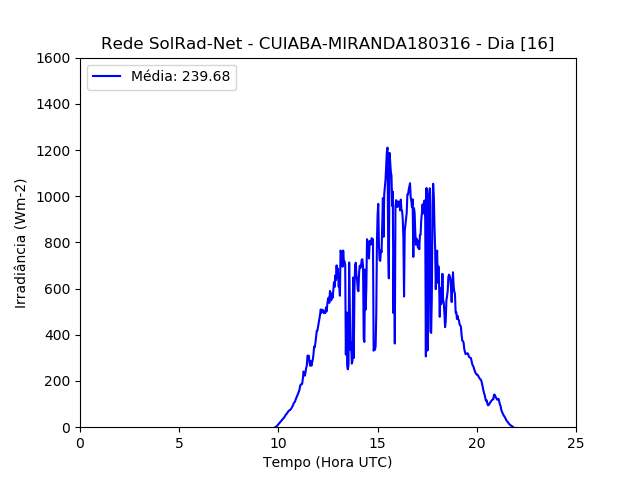 Rede SolRad-Net - CUIABA-MIRANDA180316 - Dia [16]
Média: 239.68
Irradiância (Wm-2)
1600
1400
1200
1000
800
600
400
200
0
0 5 10 15 20 25
Tempo (Hora UTC)